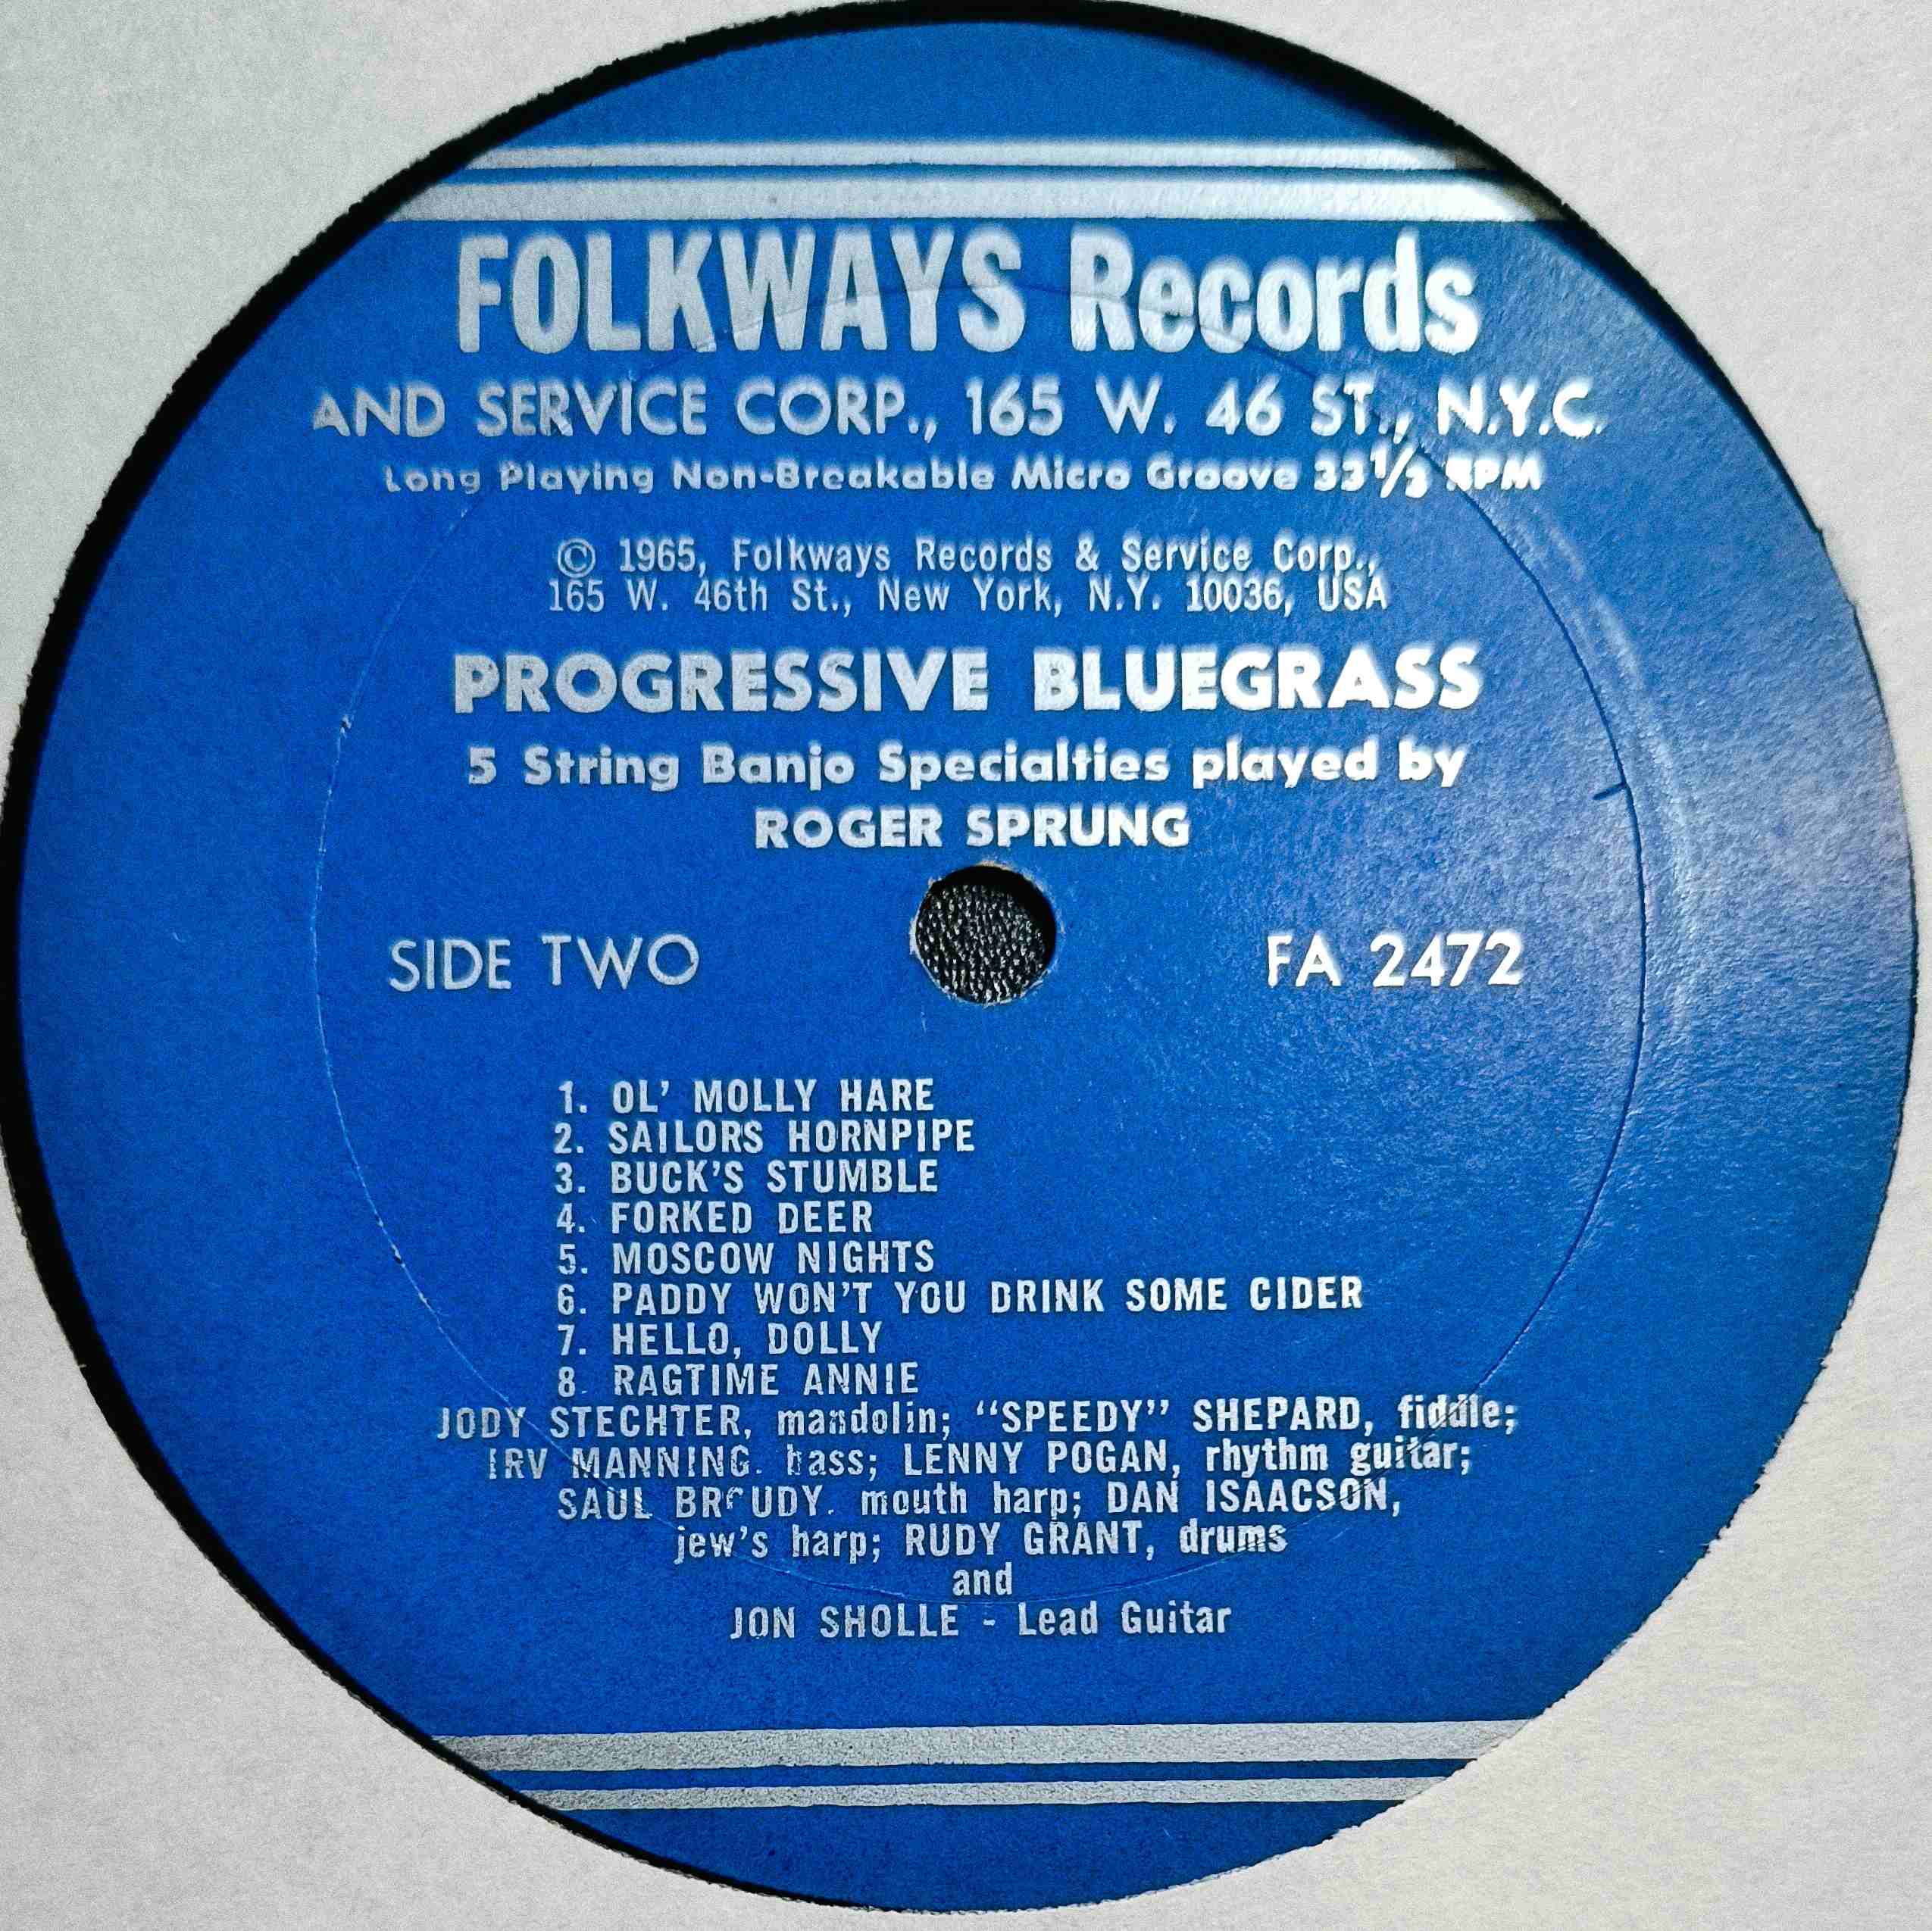 FOLKWAYS Records
AND SERVICE CORP., 165 W. 46 ST., N.Y.C.
Long Playing Non-Breakable Micro Groove 33 1/3 RPM
© 1965, Folkways Records & Service Corp.,
165 W. 46th St., New York, N.Y. 10036, USA
PROGRESSIVE BLUEGRASS
5 String Banjo Specialties played by
ROGER SPRUNG
SIDE TWO FA 2472
1. OL' MOLLY HARE
2. SAILORS HORNPIPE
3. BUCK'S STUMBLE
4. FORKED DEER
5. MOSCOW NIGHTS
6. PADDY WON'T YOU DRINK SOME CIDER
7. HELLO, DOLLY
8. RAGTIME ANNIE
JODY STECHTER, mandolin; "SPEEDY" SHEPARD, fiddle;
IRV MANNING. bass; LENNY POGAN, rhythm guitar;
SAUL BROUDY. mouth harp; DAN ISAACSON,
jew's harp; RUDY GRANT, drums
and
JON SHOLLE - Lead Guitar